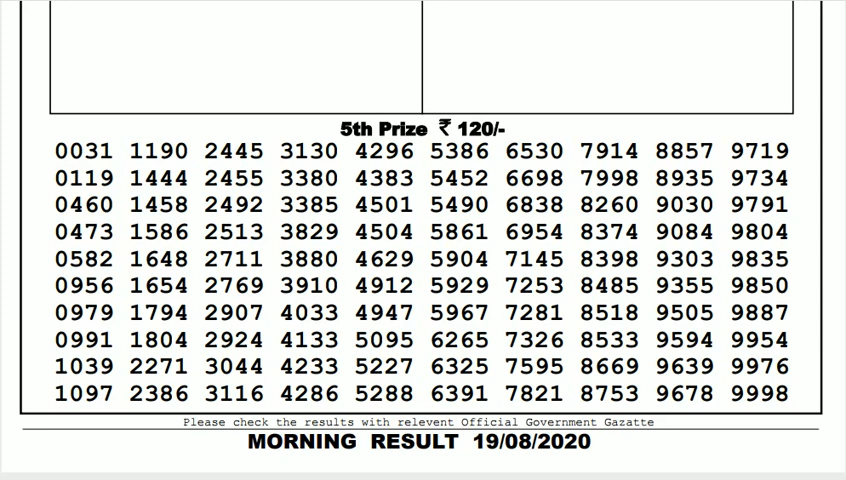 5th Prize ₹ 120/-
0031 1190 2445 3130 4296 5386 6530 7914 8857 9719
0119 1444 2455 3380 4383 5452 6698 7998 8935 9734
0460 1458 2492 3385 4501 5490 6838 8260 9030 9791
0473 1586 2513 3829 4504 5861 6954 8374 9084 9804
0582 1648 2711 3880 4629 5904 7145 8398 9303 9835
0956 1654 2769 3910 4912 5929 7253 8485 9355 9850
0979 1794 2907 4033 4947 5967 7281 8518 9505 9887
0991 1804 2924 4133 5095 6265 7326 8533 9594 9954
1039 2271 3044 4233 5227 6325 7595 8669 9639 9976
1097 2386 3116 4286 5288 6391 7821 8753 9678 9998
Please check the results with relevent Official Government Gazatte
MORNING RESULT 19/08/2020